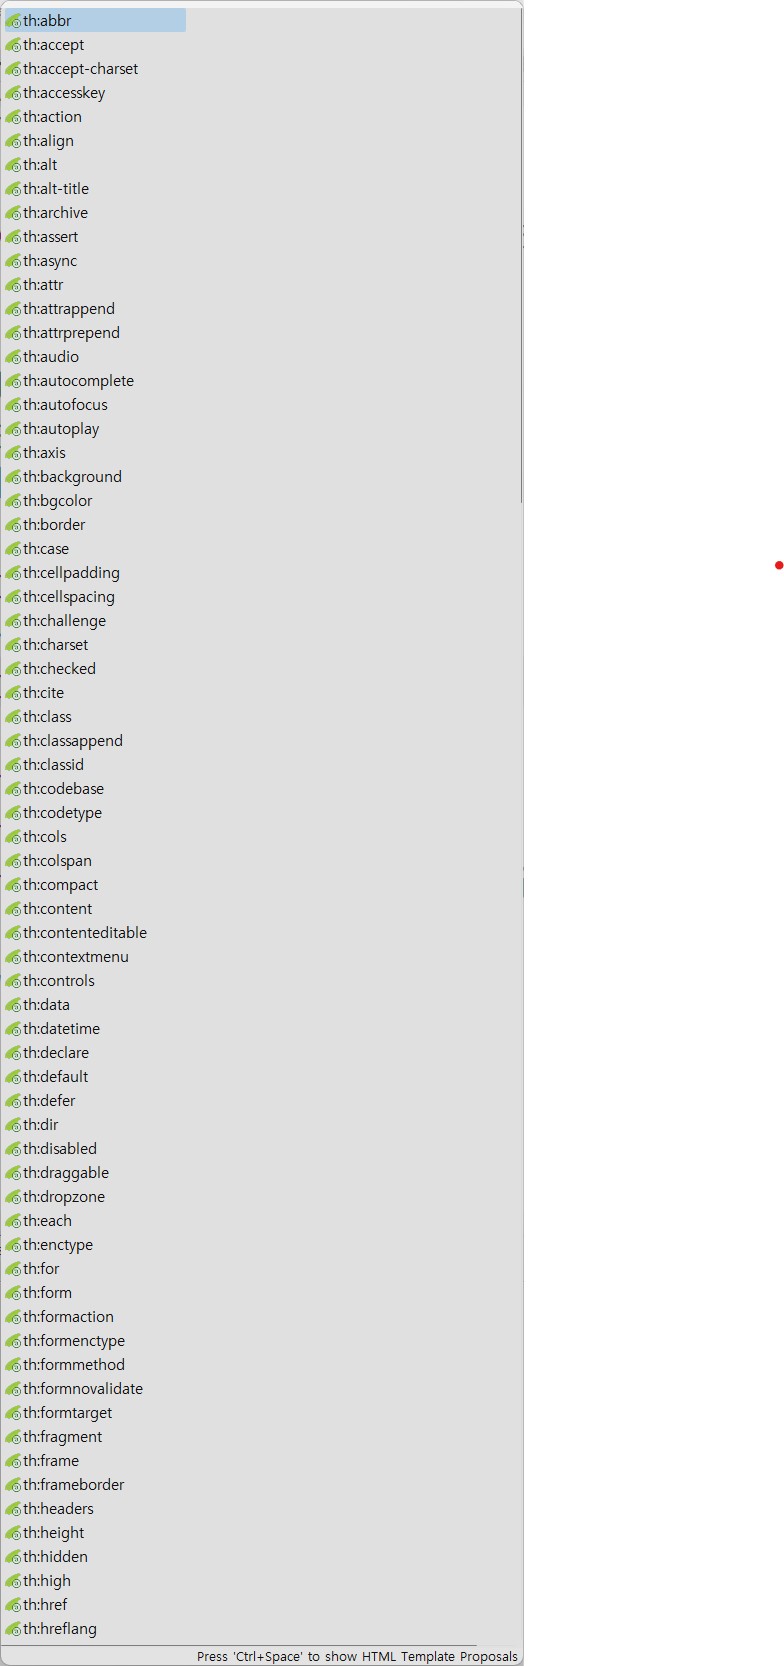 th:abbr
th:accept
th:accept-charset
th:accesskey
th:action
th:align
th:alt
th:alt-title
th:archive
th:assert
th:async
th:attr
th:attrappend
th:attrprepend
th:audio
th:autocomplete
th:autofocus
th:autoplay
th:axis
th:background
th:bgcolor
th:border
th:case
th:cellpadding
th:cellspacing
th:challenge
th:charset
th:checked
th:cite
th:class
th:classappend
th:classid
th:codebase
th:codetype
th:cols
th:colspan
th:compact
th:content
th:contenteditable
th:contextmenu
th:controls
th:data
th:datetime
th:declare
th:default
th:defer
th:dir
th:disabled
th:draggable
th:dropzone
th:each
th:enctype
th:for
th:form
th:formaction
th:formenctype
th:formmethod
th:formnovalidate
th:formtarget
th:fragment
th:frame
th:frameborder
th:headers
th:height
th:hidden
th:high
th:href
th:hreflang
Press 'Ctrl+Space' to show HTML Template Proposals